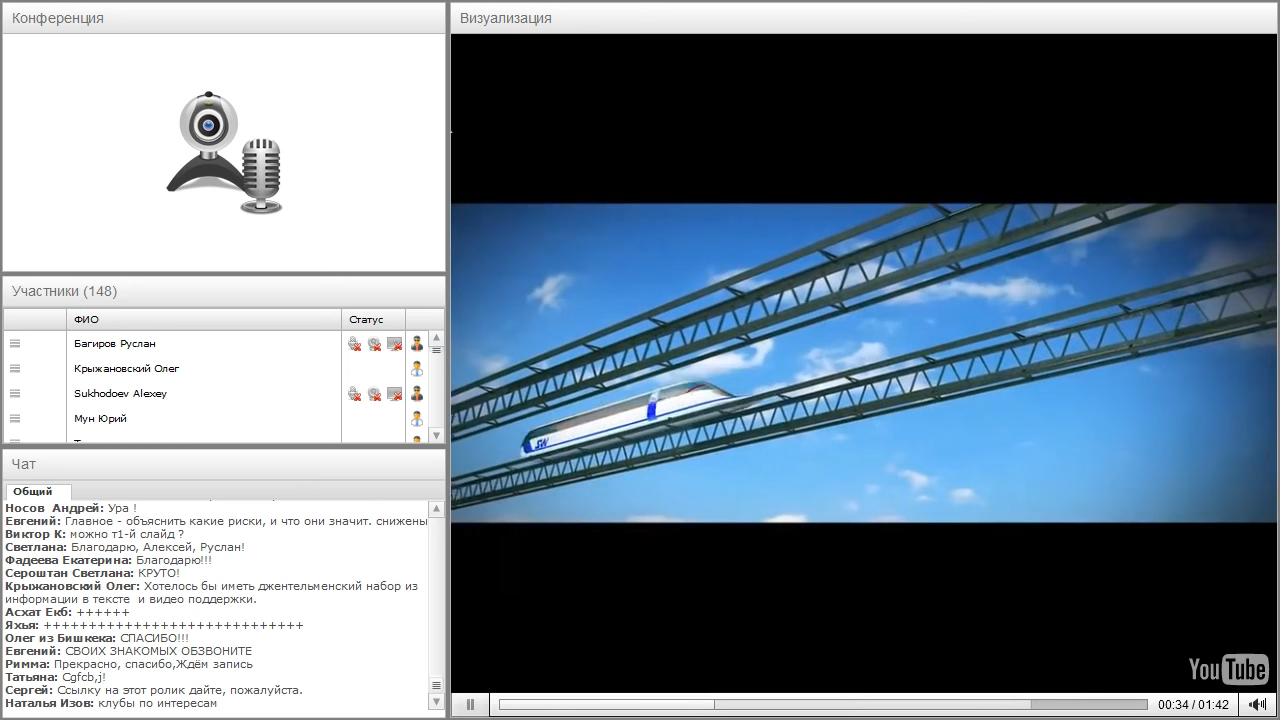 Конференция
Визуализация
Участники (148)
ФИО
Статус
Багиров Руслан
Крыжановский Олег
Sukhodoev Alexey
Мун Юрий
Чат
Общий
Носов Андрей: Ура !
Евгений: Главное - объяснить какие риски, и что они значит. снижены
Виктор К: можно т1-й слайд ?
Светлана: Благодарю, Алексей, Руслан!
Фадеева Екатерина: Благодарю!!!
Сероштан Светлана: КРУТО!
Крыжановский Олег: Хотелось бы иметь джентельменский набор из
информации в тексте и видео поддержки.
Асхат Екб: ++++++
Яхья: +++++++++++++++++++++++++++++
Олег из Бишкека: СПАСИБО!!!
Евгений: СВОИХ ЗНАКОМЫХ ОБЗВОНИТЕ
Римма: Прекрасно, спасибо,Ждём запись
Татьяна: Cgfcb,j!
Сергей: Ссылку на этот ролик дайте, пожалуйста.
Наталья Изов: клубы по интересам
SW
YouTube
00:34 / 01:42